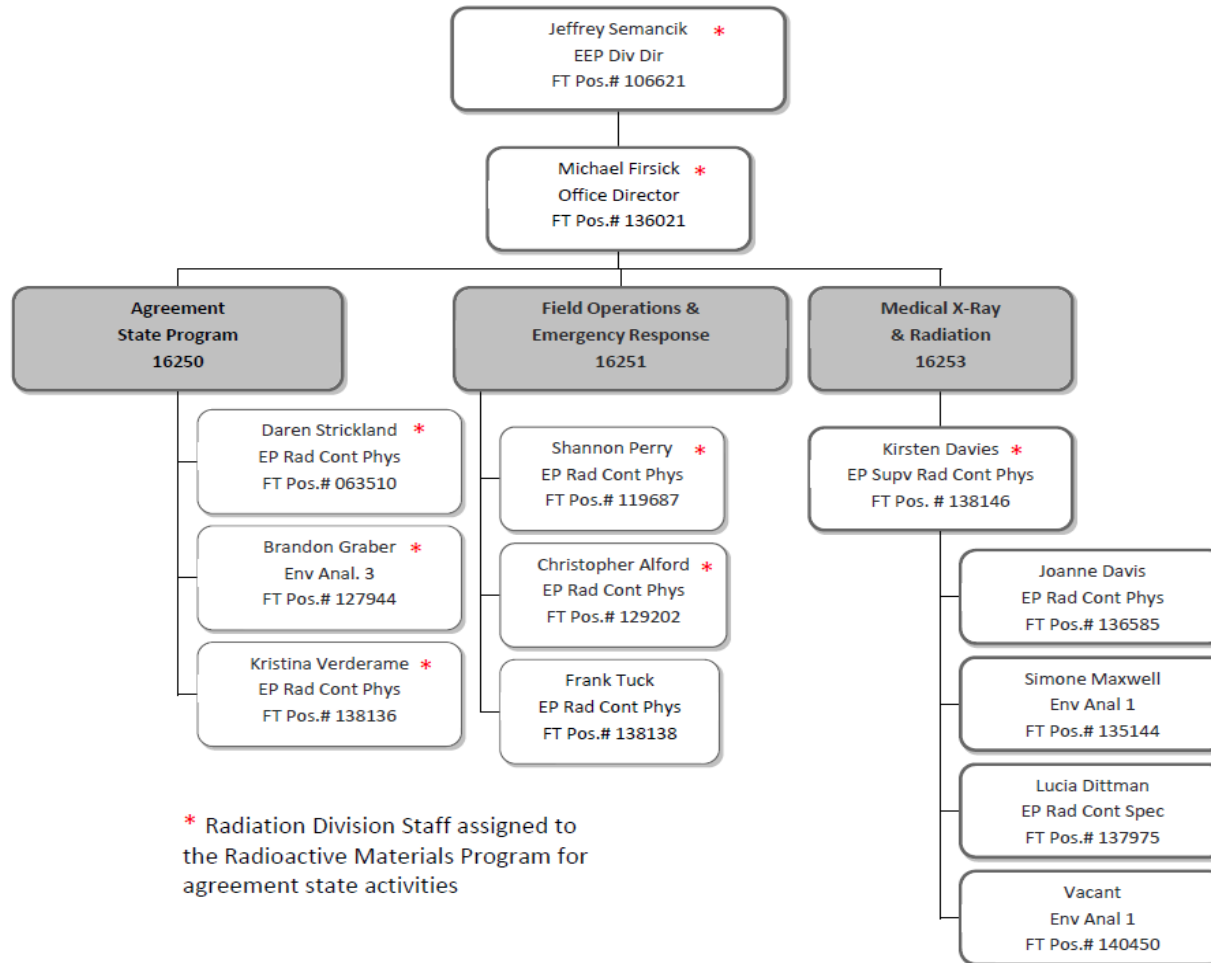 Jeffrey Semancik *
EEP Div Dir
FT Pos.# 106621
Michael Firsick *
Office Director
FT Pos.# 136021
Agreement
State Program
16250
Daren Strickland *
EP Rad Cont Phys
FT Pos.# 063510
Brandon Graber *
Env Anal. 3
FT Pos.# 127944
Kristina Verderame *
EP Rad Cont Phys
FT Pos.# 138136
Field Operations &
Emergency Response
16251
Shannon Perry *
EP Rad Cont Phys
FT Pos.# 119687
Christopher Alford *
EP Rad Cont Phys
FT Pos.# 129202
Frank Tuck
EP Rad Cont Phys
FT Pos.# 138138
Medical X-Ray
& Radiation
16253
Kirsten Davies *
EP Supv Rad Cont Phys
FT Pos. # 138146
Joanne Davis
EP Rad Cont Phys
FT Pos.# 136585
Simone Maxwell
Env Anal 1
FT Pos.# 135144
Lucia Dittman
EP Rad Cont Spec
FT Pos.# 137975
Vacant
Env Anal 1
FT Pos.# 140450
* Radiation Division Staff assigned to
the Radioactive Materials Program for
agreement state activities